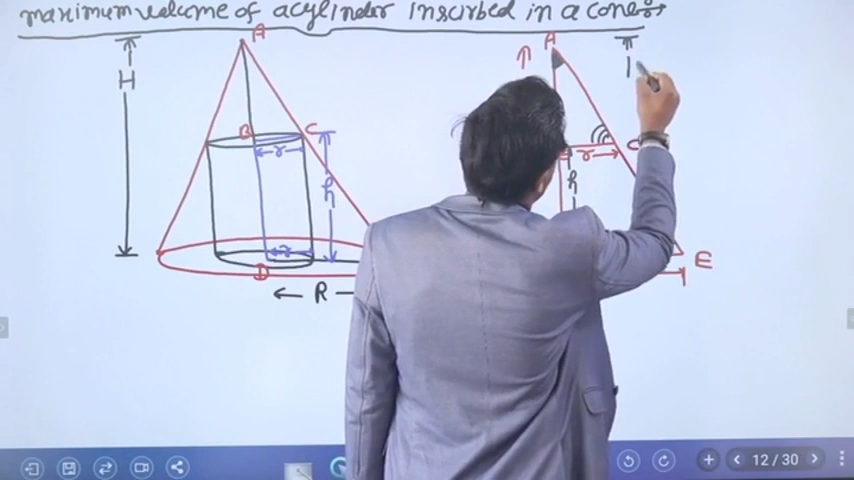 maximum volume of a cylinder inscribed in a cone:→
A
H
B
C
r
h
r
D
← R —
A
r
C
h
E
12 / 30